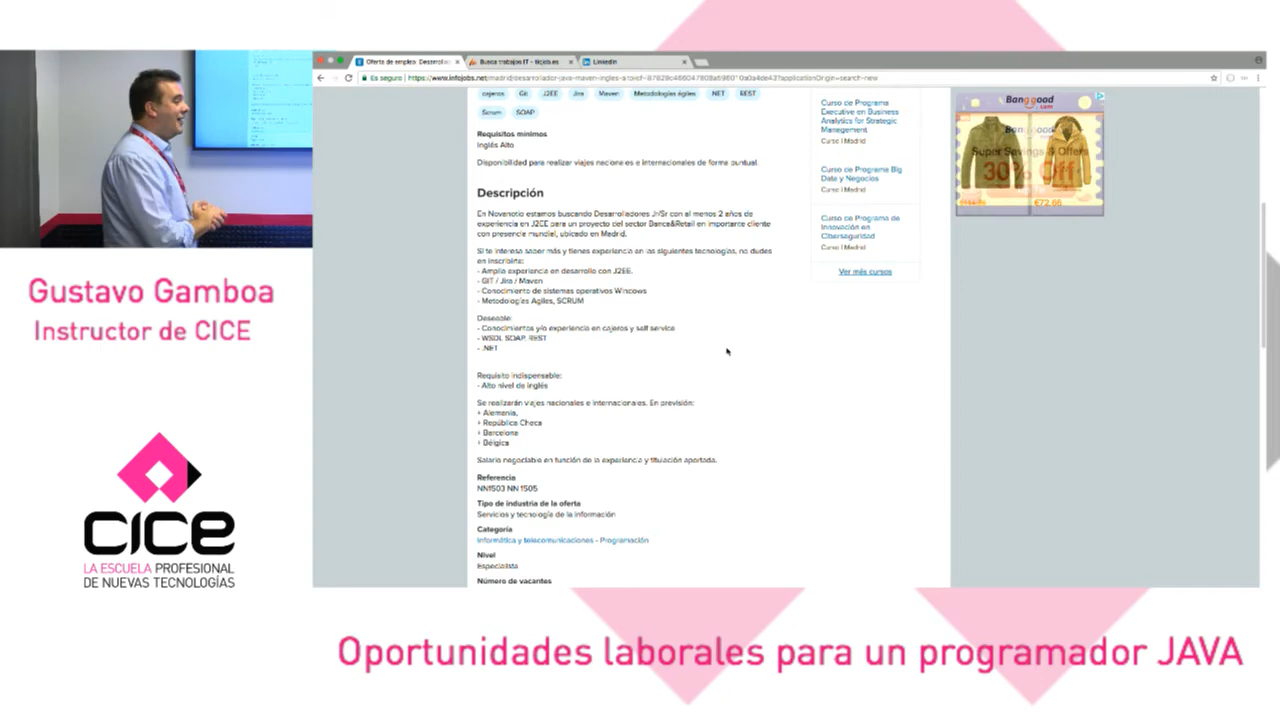 Oferta de empleo: Desarrollad
Busca trabajos IT - ticjob.es
LinkedIn
Es seguro
cajeros Git J2EE Jira Maven Metodologías ágiles .NET REST
Scrum SOAP
Requisitos mínimos
Inglés Alto
Disponibilidad para realizar viajes nacionales e internacionales de forma puntual.
Descripción
En Novanotio estamos buscando Desarrolladores Jr/Sr con al menos 2 años de
experiencia en J2EE para un proyecto del sector Banca&Retail en importante cliente
con presencia mundial, ubicado en Madrid.
Si te interesa saber más y tienes experiencia en las siguientes tecnologías, no dudes
en inscribirte:
- Amplia experiencia en desarrollo con J2EE.
- GIT / Jira / Maven
- Conocimiento de sistemas operativos Windows
- Metodologías Agiles, SCRUM
Deseable:
- Conocimientos y/o experiencia en cajeros y self service
- WSDL SOAP, REST
- .NET
Requisito indispensable:
- Alto nivel de inglés
Se realizarán viajes nacionales e internacionales. En previsión:
+ Alemania,
+ República Checa
+ Barcelona
+ Bélgica
Salario negociable en función de la experiencia y titulación aportada.
Referencia
NN1503 NN 1505
Tipo de industria de la oferta
Servicios y tecnología de la información
Categoría
Informática y telecomunicaciones - Programación
Nivel
Especialista
Número de vacantes
Curso de Programa
Executive en Business
Analytics for Strategic
Management
Curso | Madrid
Curso de Programa Big
Data y Negocios
Curso | Madrid
Curso de Programa de
Innovación en
Ciberseguridad
Curso | Madrid
Ver más cursos
Banggood
.com
Super Savings & Offers
30% Off
€72.66
Gustavo Gamboa
Instructor de CICE
cice
LA ESCUELA PROFESIONAL
DE NUEVAS TECNOLOGÍAS
Oportunidades laborales para un programador JAVA